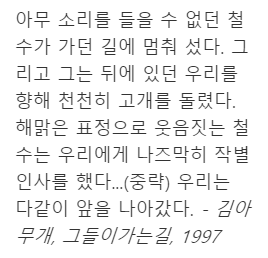 아무 소리를 들을 수 없던 철
수가 가던 길에 멈춰 섰다. 그
리고 그는 뒤에 있던 우리를
향해 천천히 고개를 돌렸다.
해맑은 표정으로 웃음짓는 철
수는 우리에게 나즈막히 작별
인사를 했다...(중략) 우리는
다같이 앞을 나아갔다. - 김아
무개, 그들이가는길, 1997